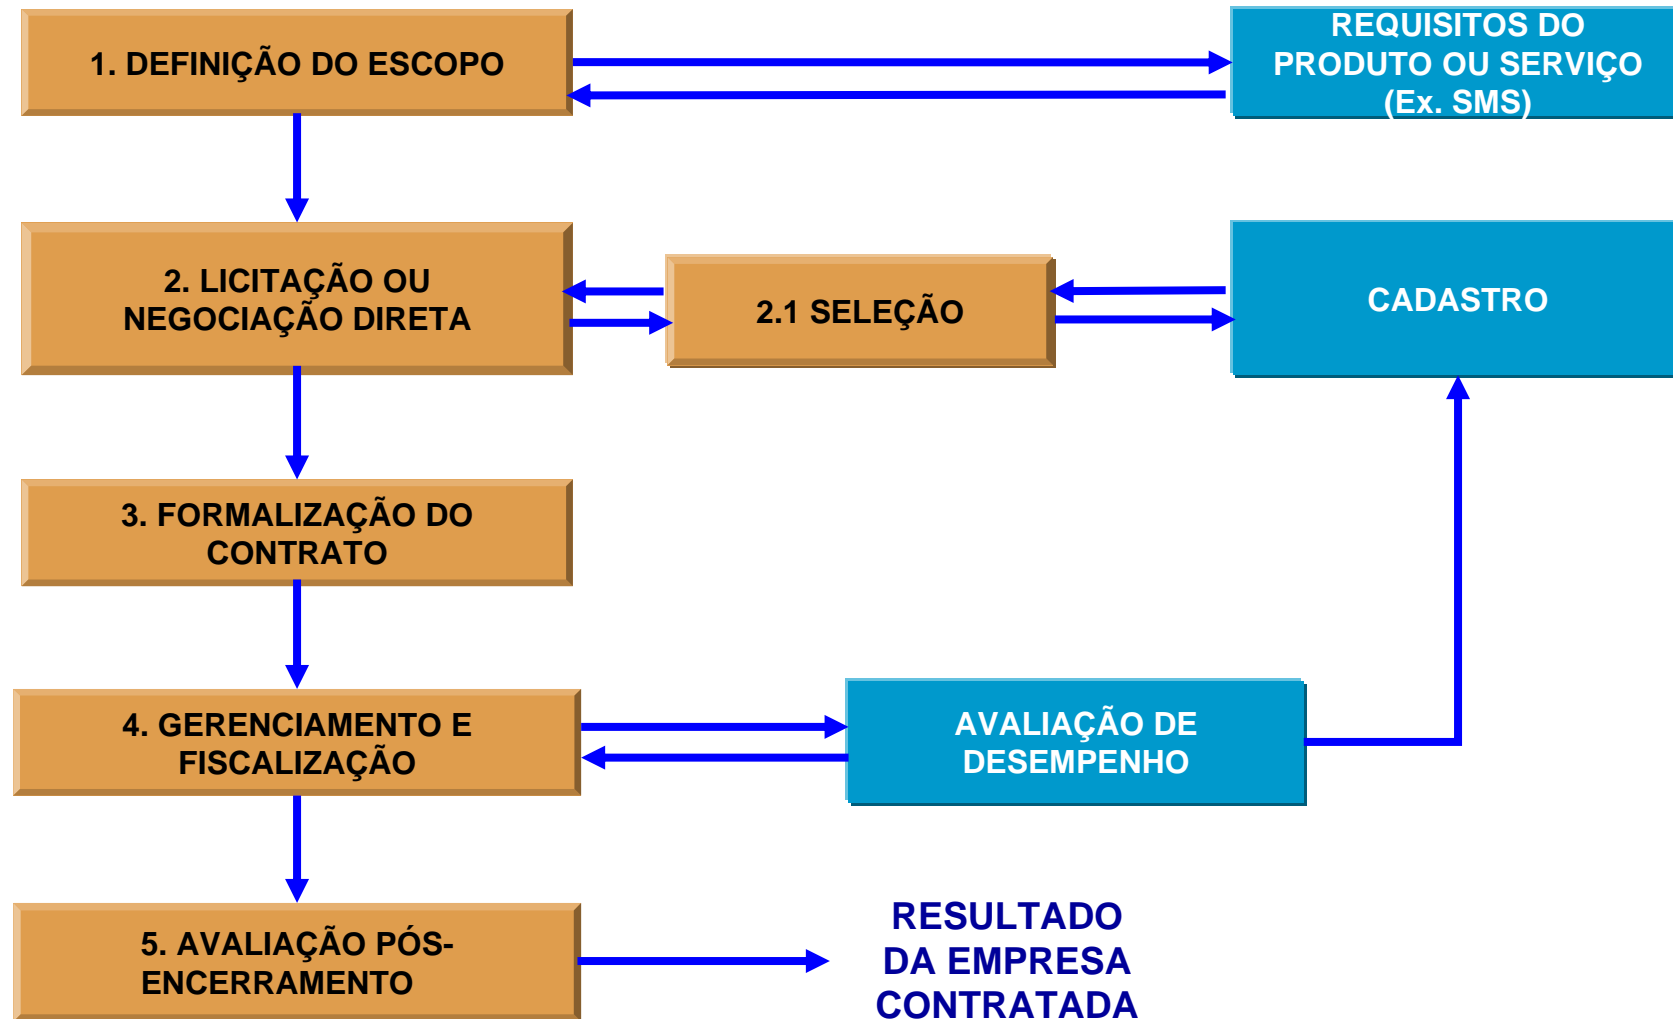 1. DEFINIÇÃO DO ESCOPO
REQUISITOS DO
PRODUTO OU SERVIÇO
(Ex. SMS)
2. LICITAÇÃO OU
NEGOCIAÇÃO DIRETA
2.1 SELEÇÃO
CADASTRO
3. FORMALIZAÇÃO DO
CONTRATO
4. GERENCIAMENTO E
FISCALIZAÇÃO
AVALIAÇÃO DE
DESEMPENHO
5. AVALIAÇÃO PÓS-
ENCERRAMENTO
RESULTADO
DA EMPRESA
CONTRATADA